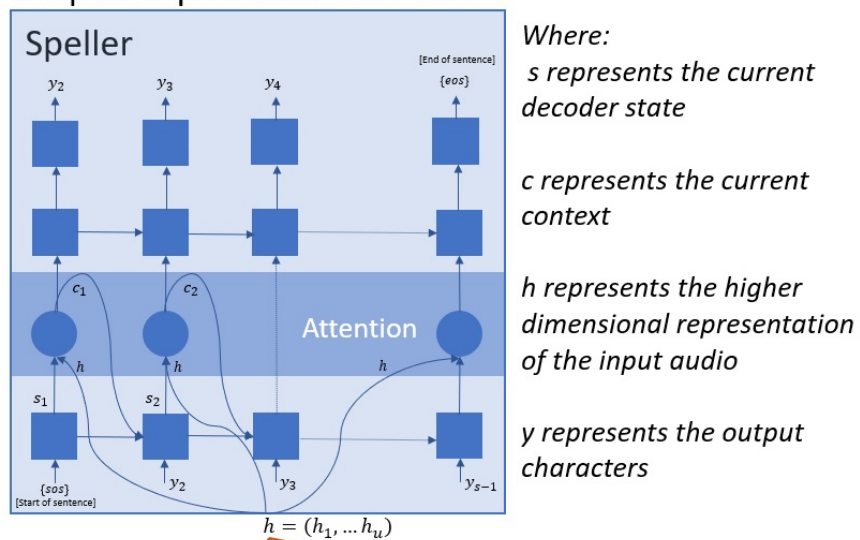 Speller
[End of sentence]
y₂ y₃ y₄ {eos}
c₁ c₂
Attention
h h h
s₁ s₂
{sos} y₂ y₃ yₛ₋₁
[Start of sentence]
h = (h₁, … hᵤ)
Where:
s represents the current
decoder state
c represents the current
context
h represents the higher
dimensional representation
of the input audio
y represents the output
characters